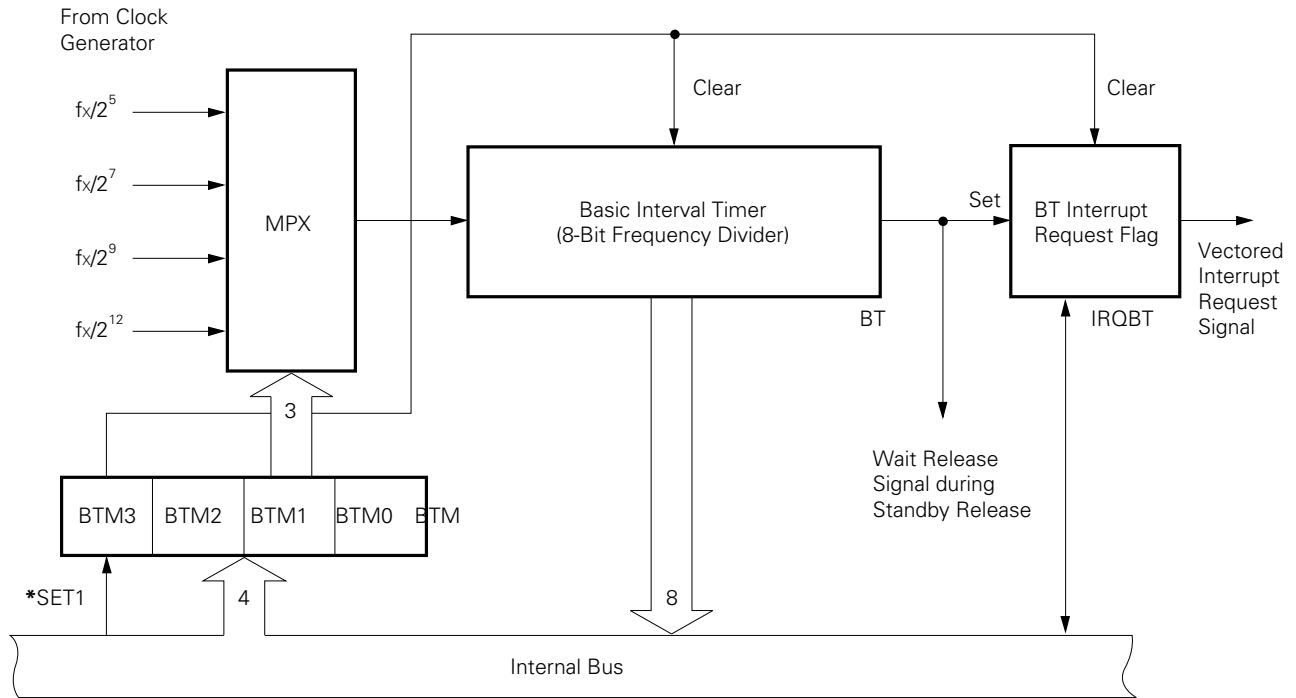 From Clock
Generator
fx/2^5
fx/2^7
fx/2^9
fx/2^12
MPX
3
Clear
Clear
Basic Interval Timer
(8-Bit Frequency Divider)
BT
Set
BT Interrupt
Request Flag
IRQBT
Vectored
Interrupt
Request
Signal
Wait Release
Signal during
Standby Release
BTM3 BTM2 BTM1 BTM0 BTM
*SET1
4
8
Internal Bus